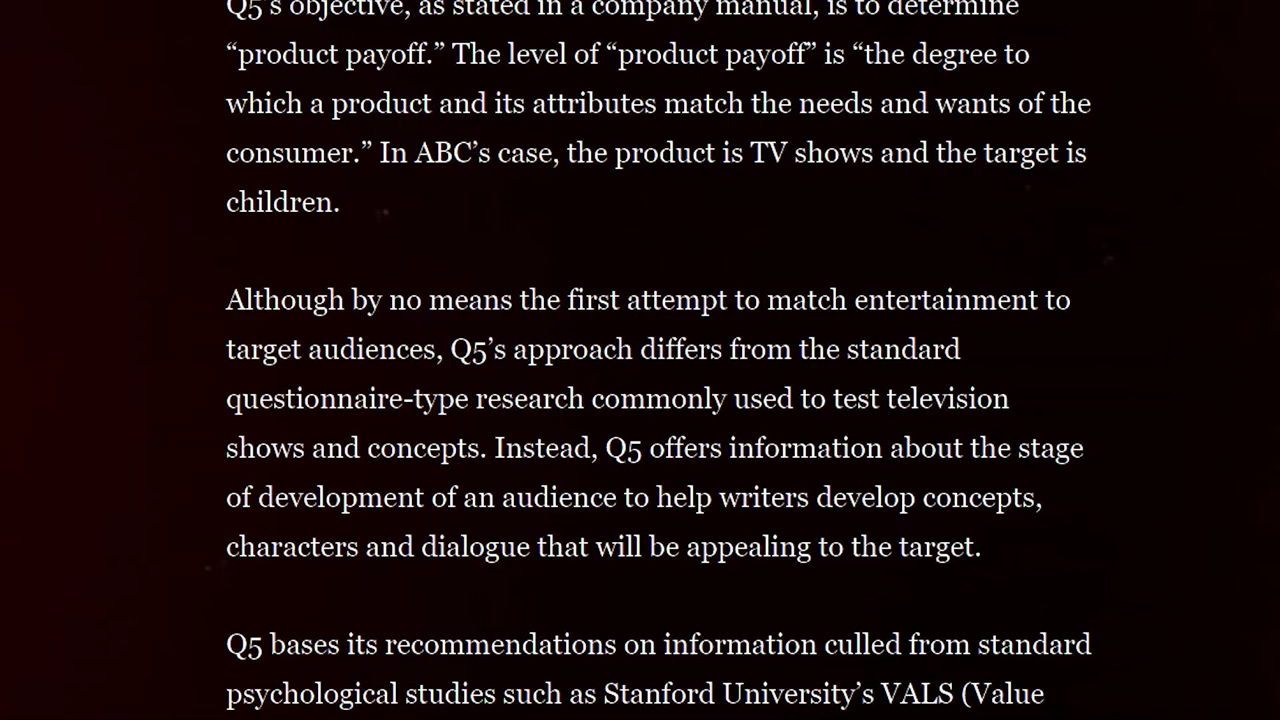 Q5’s objective, as stated in a company manual, is to determine
“product payoff.” The level of “product payoff” is “the degree to
which a product and its attributes match the needs and wants of the
consumer.” In ABC’s case, the product is TV shows and the target is
children.
Although by no means the first attempt to match entertainment to
target audiences, Q5’s approach differs from the standard
questionnaire-type research commonly used to test television
shows and concepts. Instead, Q5 offers information about the stage
of development of an audience to help writers develop concepts,
characters and dialogue that will be appealing to the target.
Q5 bases its recommendations on information culled from standard
psychological studies such as Stanford University’s VALS (Value